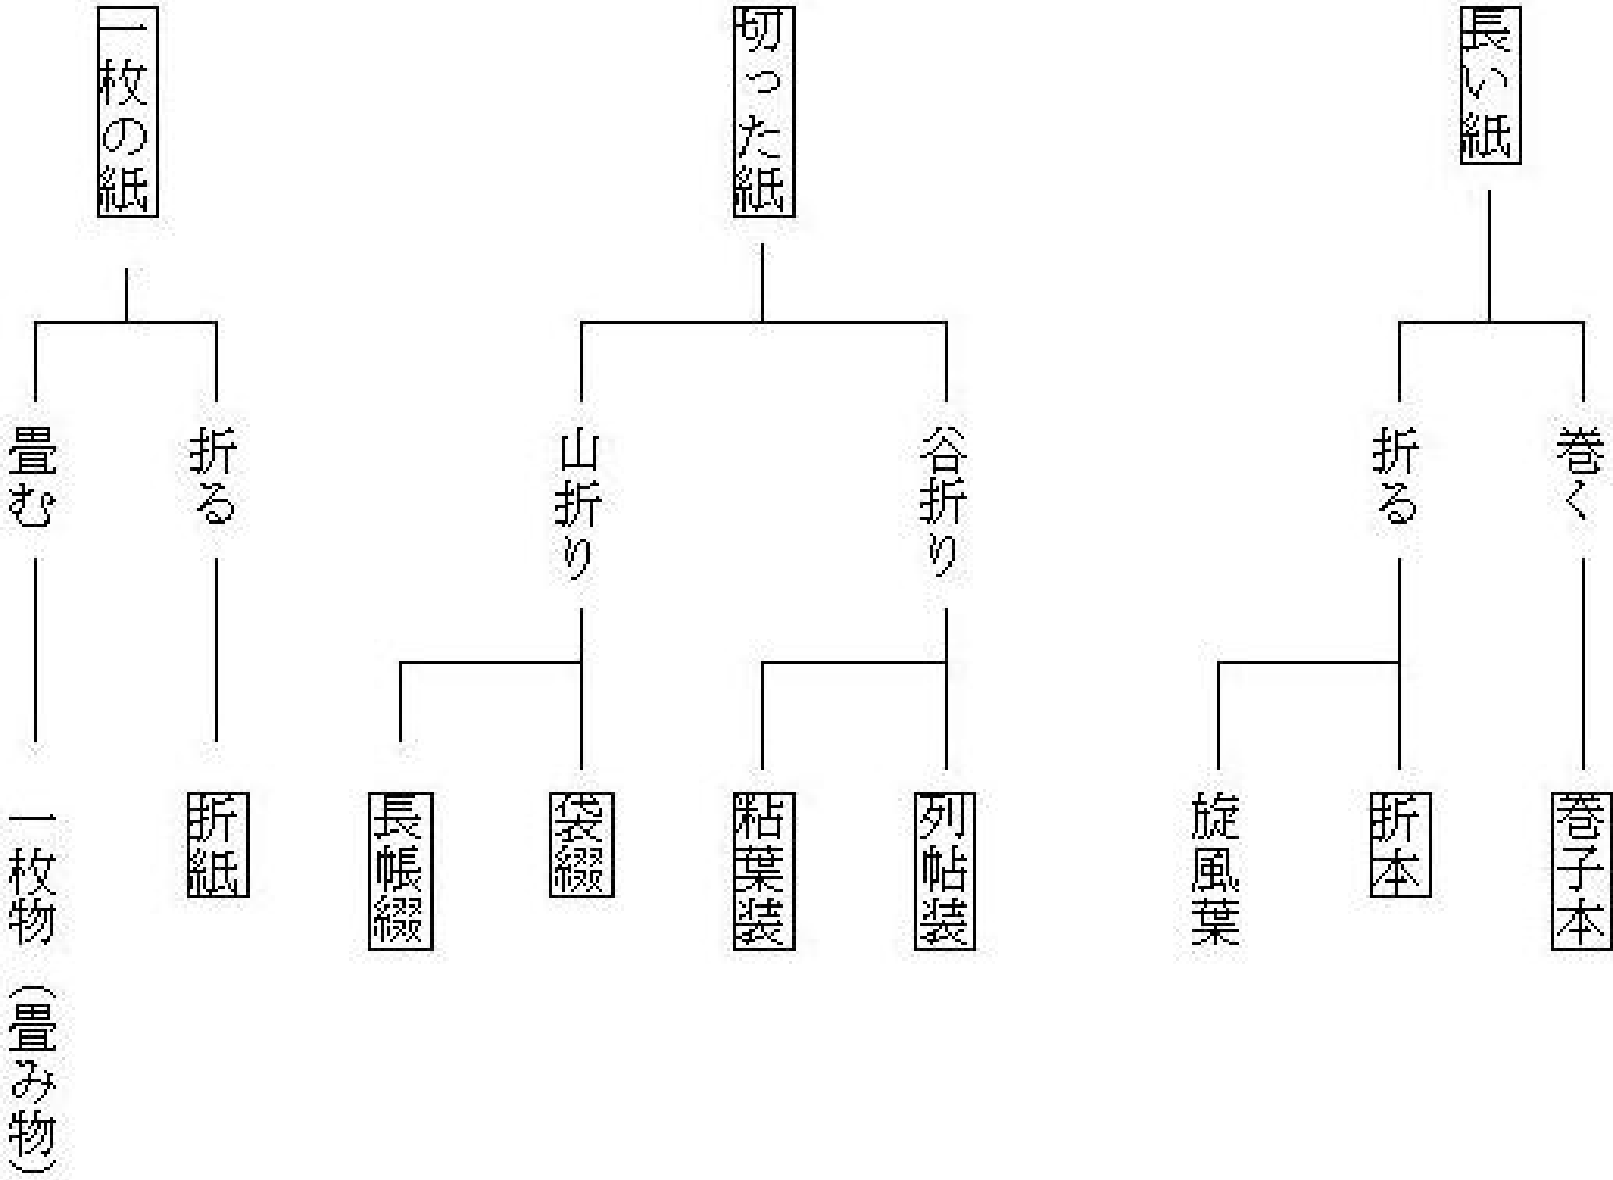 長い紙
切った紙
一枚の紙
巻く
折る
谷折り
山折り
折る
畳む
巻子本
折本
旋風葉
列帖装
粘葉装
袋綴
長帳綴
折紙
一枚物（畳み物）